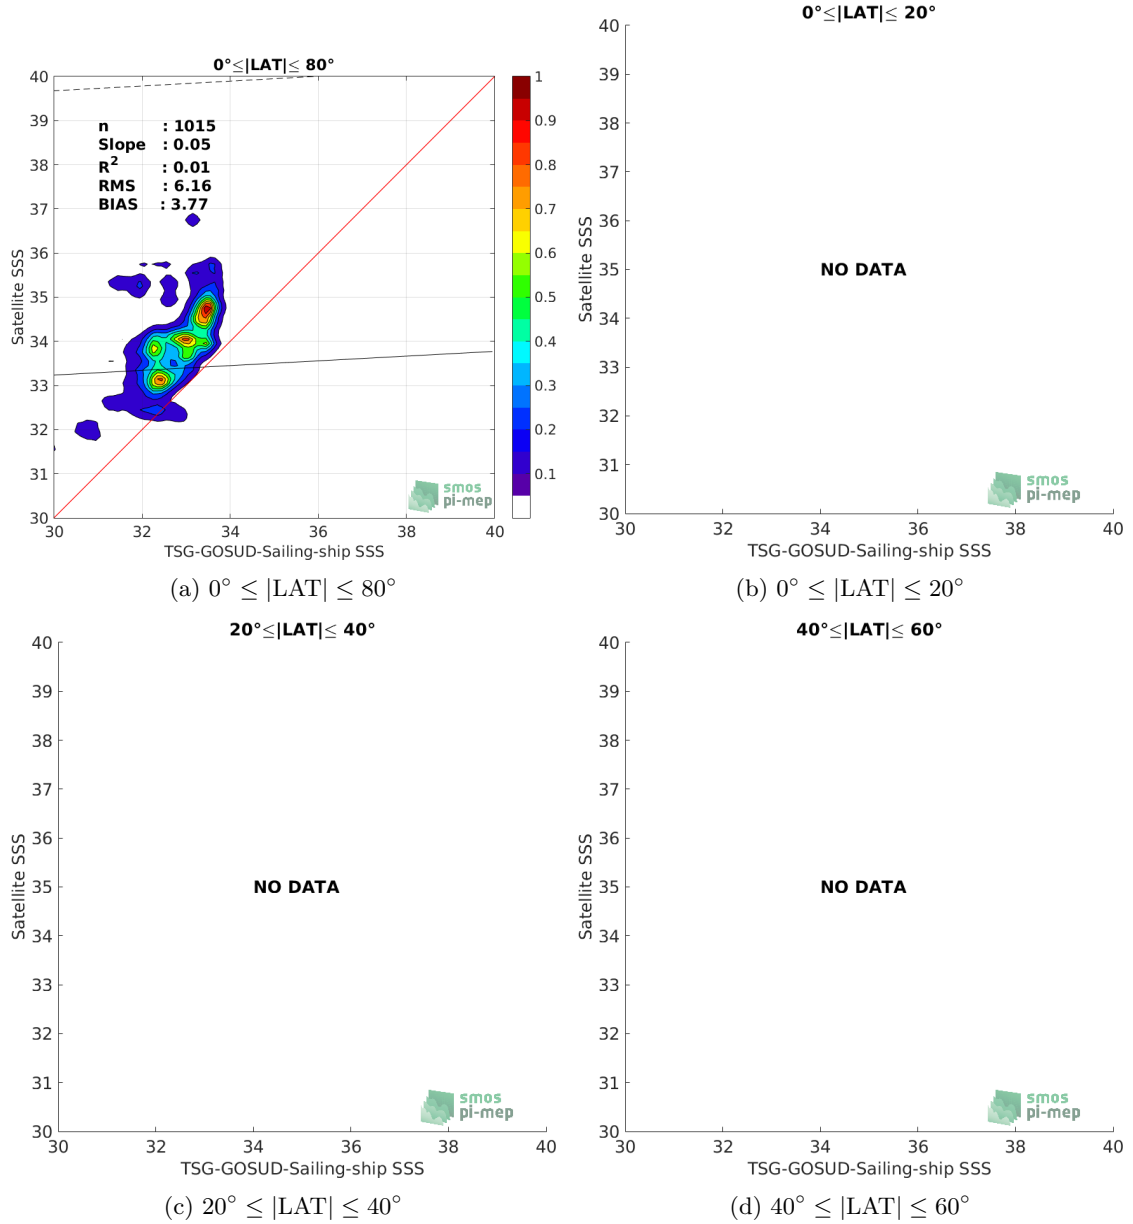 0°≤|LAT|≤ 80°
40
39
38
37
36
35
34
33
32
31
30
Satellite SSS
n : 1015
Slope : 0.05
R2 : 0.01
RMS : 6.16
BIAS : 3.77
smos
pi-mep
30 32 34 36 38 40
TSG-GOSUD-Sailing-ship SSS
1
0.9
0.8
0.7
0.6
0.5
0.4
0.3
0.2
0.1
(a) 0° ≤ |LAT| ≤ 80°
0°≤|LAT|≤ 20°
40
39
38
37
36
35
34
33
32
31
30
Satellite SSS
NO DATA
smos
pi-mep
30 32 34 36 38 40
TSG-GOSUD-Sailing-ship SSS
(b) 0° ≤ |LAT| ≤ 20°
20°≤|LAT|≤ 40°
40
39
38
37
36
35
34
33
32
31
30
Satellite SSS
NO DATA
smos
pi-mep
30 32 34 36 38 40
TSG-GOSUD-Sailing-ship SSS
(c) 20° ≤ |LAT| ≤ 40°
40°≤|LAT|≤ 60°
40
39
38
37
36
35
34
33
32
31
30
Satellite SSS
NO DATA
smos
pi-mep
30 32 34 36 38 40
TSG-GOSUD-Sailing-ship SSS
(d) 40° ≤ |LAT| ≤ 60°